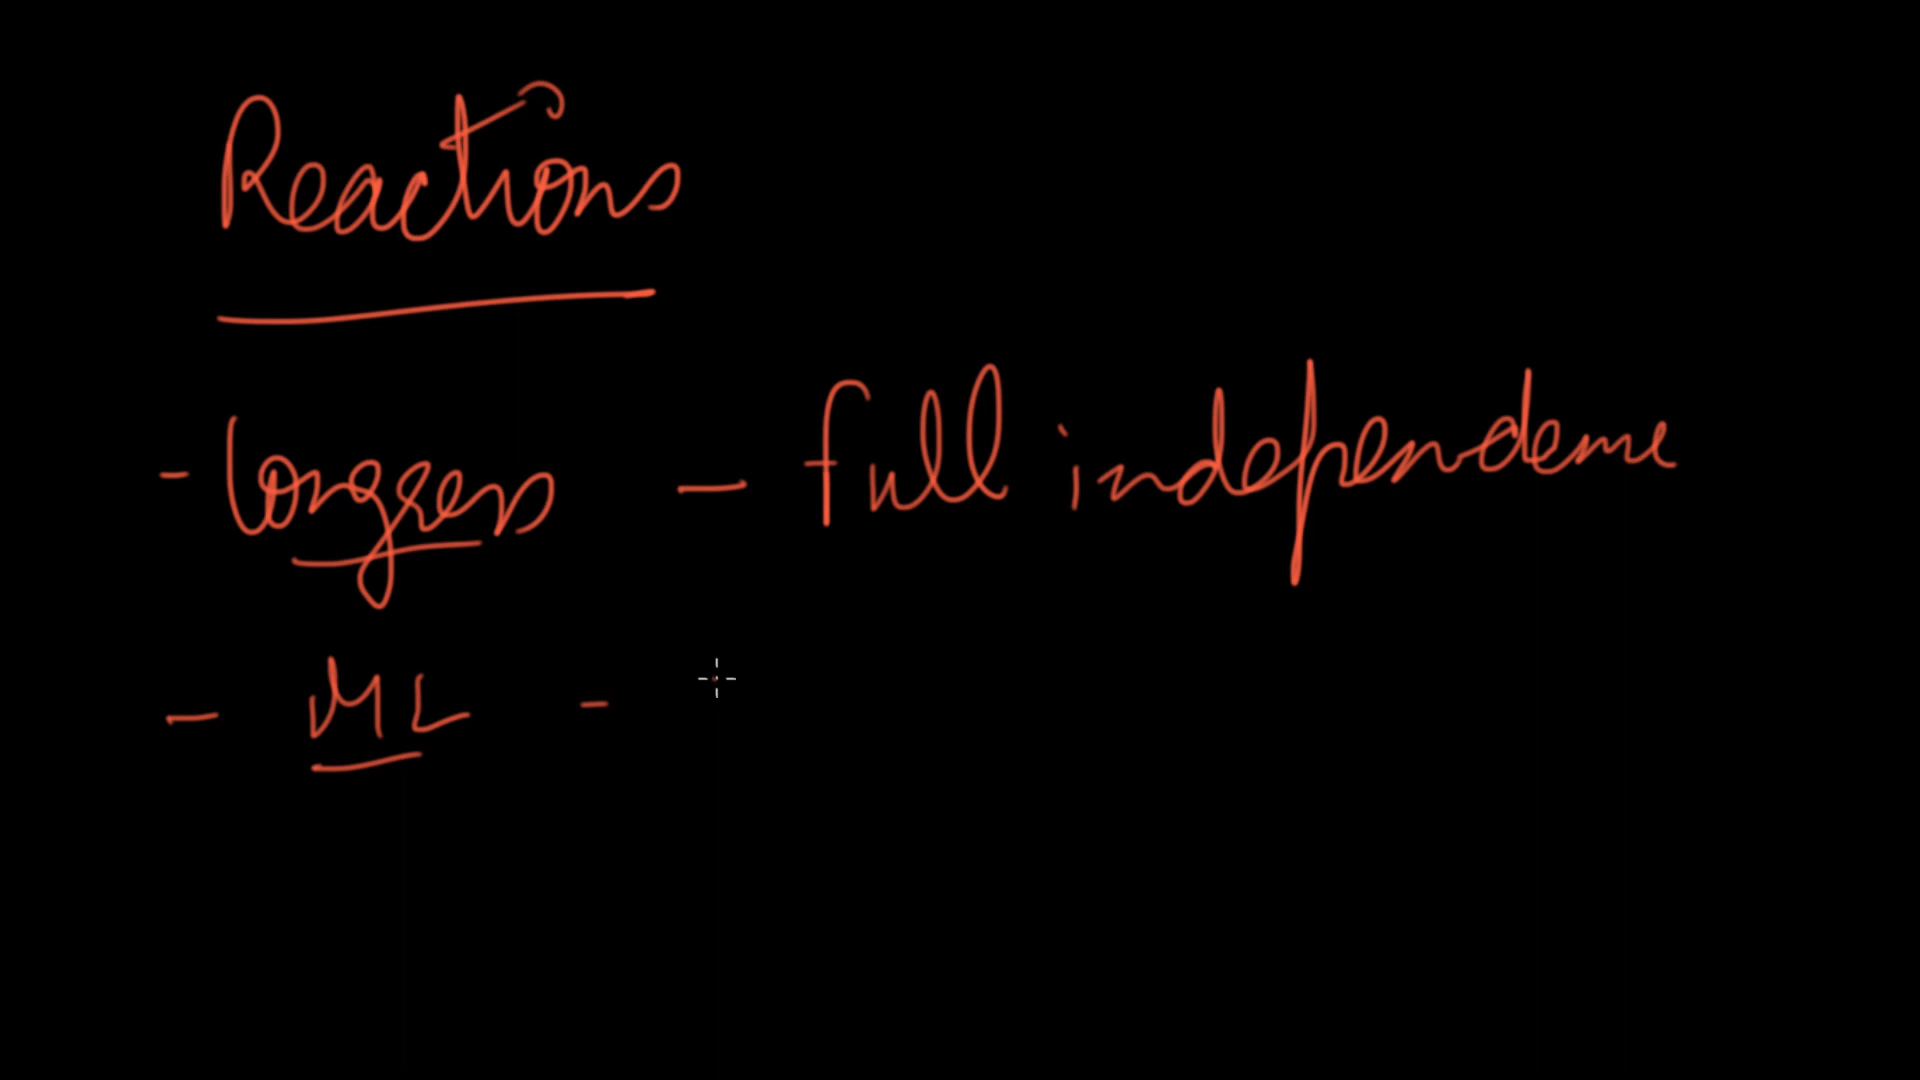 Reactions
- Congress - full independence
- ML -